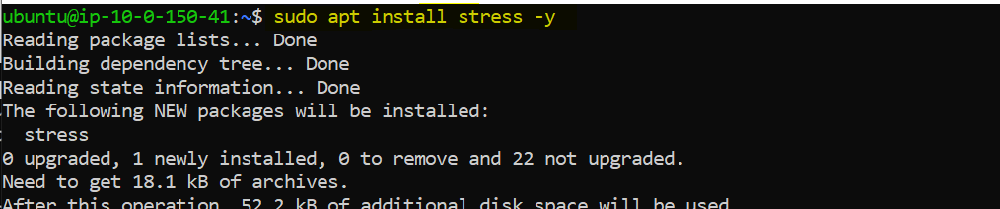 ubuntu@ip-10-0-150-41:~$ sudo apt install stress -y
Reading package lists... Done
Building dependency tree... Done
Reading state information... Done
The following NEW packages will be installed:
  stress
0 upgraded, 1 newly installed, 0 to remove and 22 not upgraded.
Need to get 18.1 kB of archives.
After this operation, 52.2 kB of additional disk space will be used